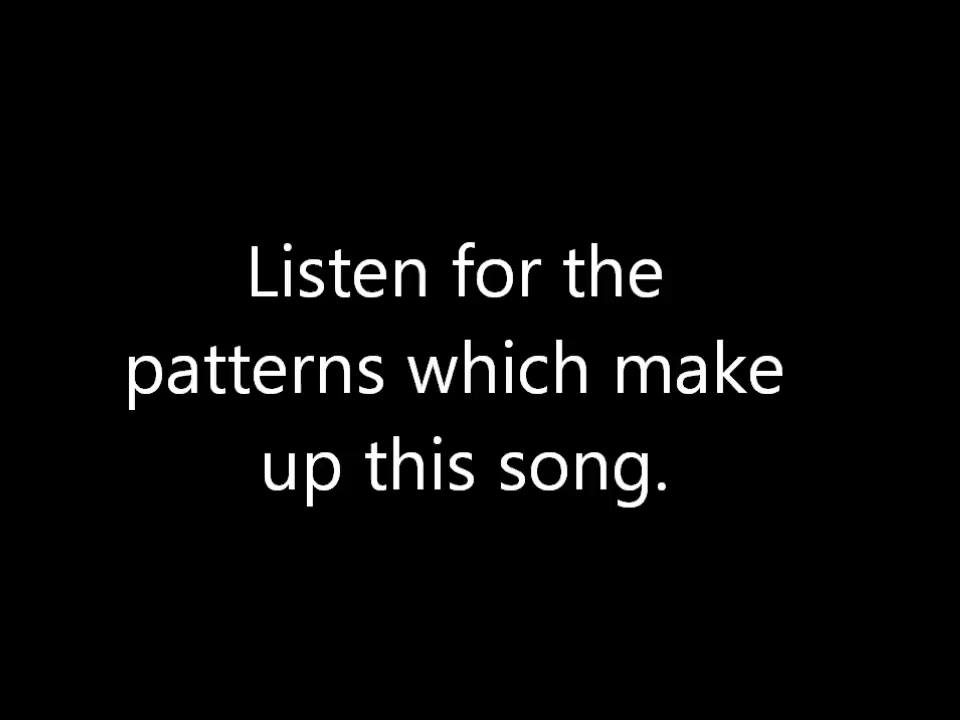 Listen for the
patterns which make
up this song.